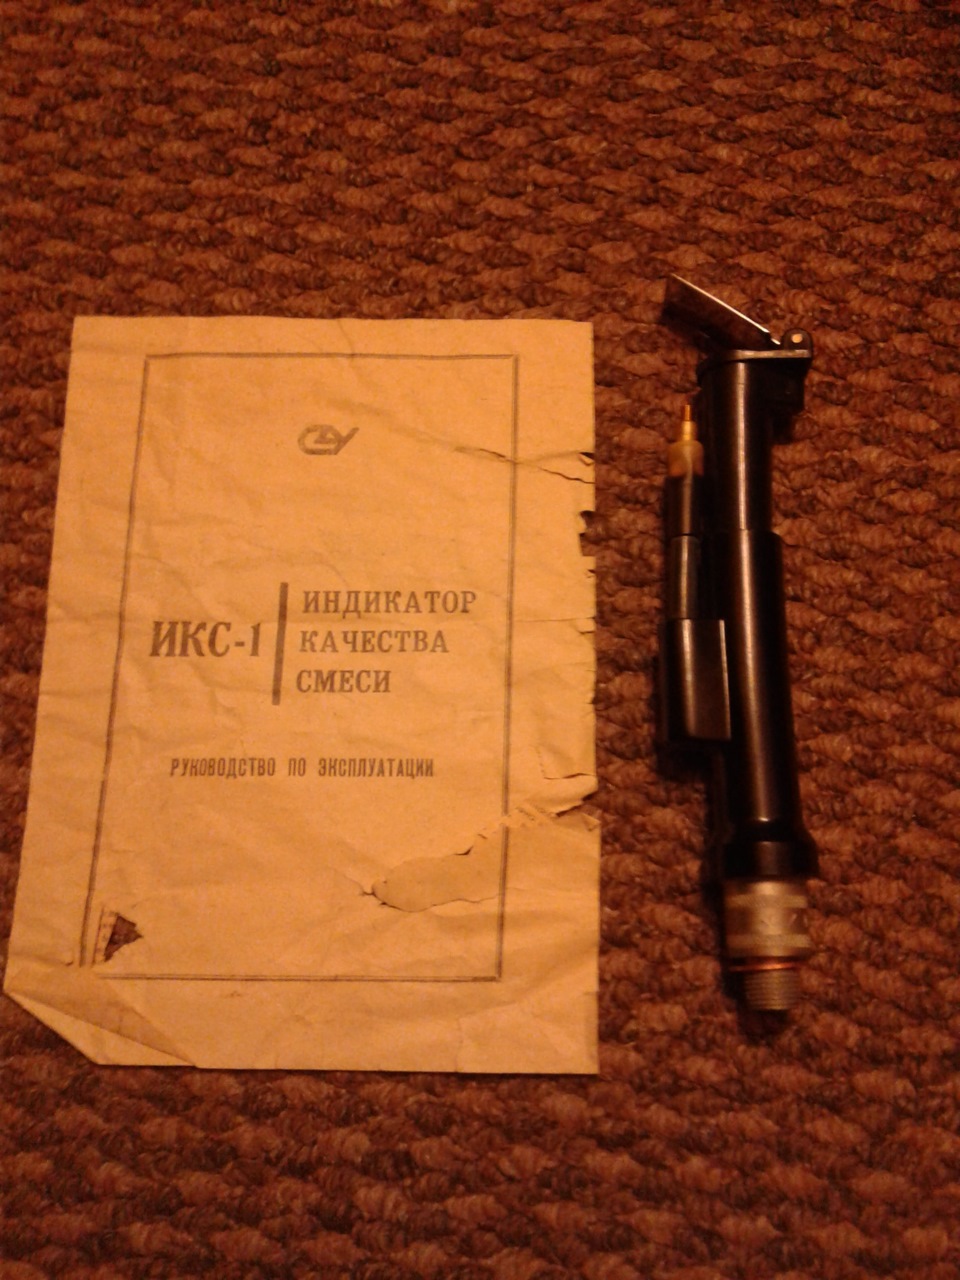 ИКС-1
ИНДИКАТОР
КАЧЕСТВА
СМЕСИ
РУКОВОДСТВО ПО ЭКСПЛУАТАЦИИ